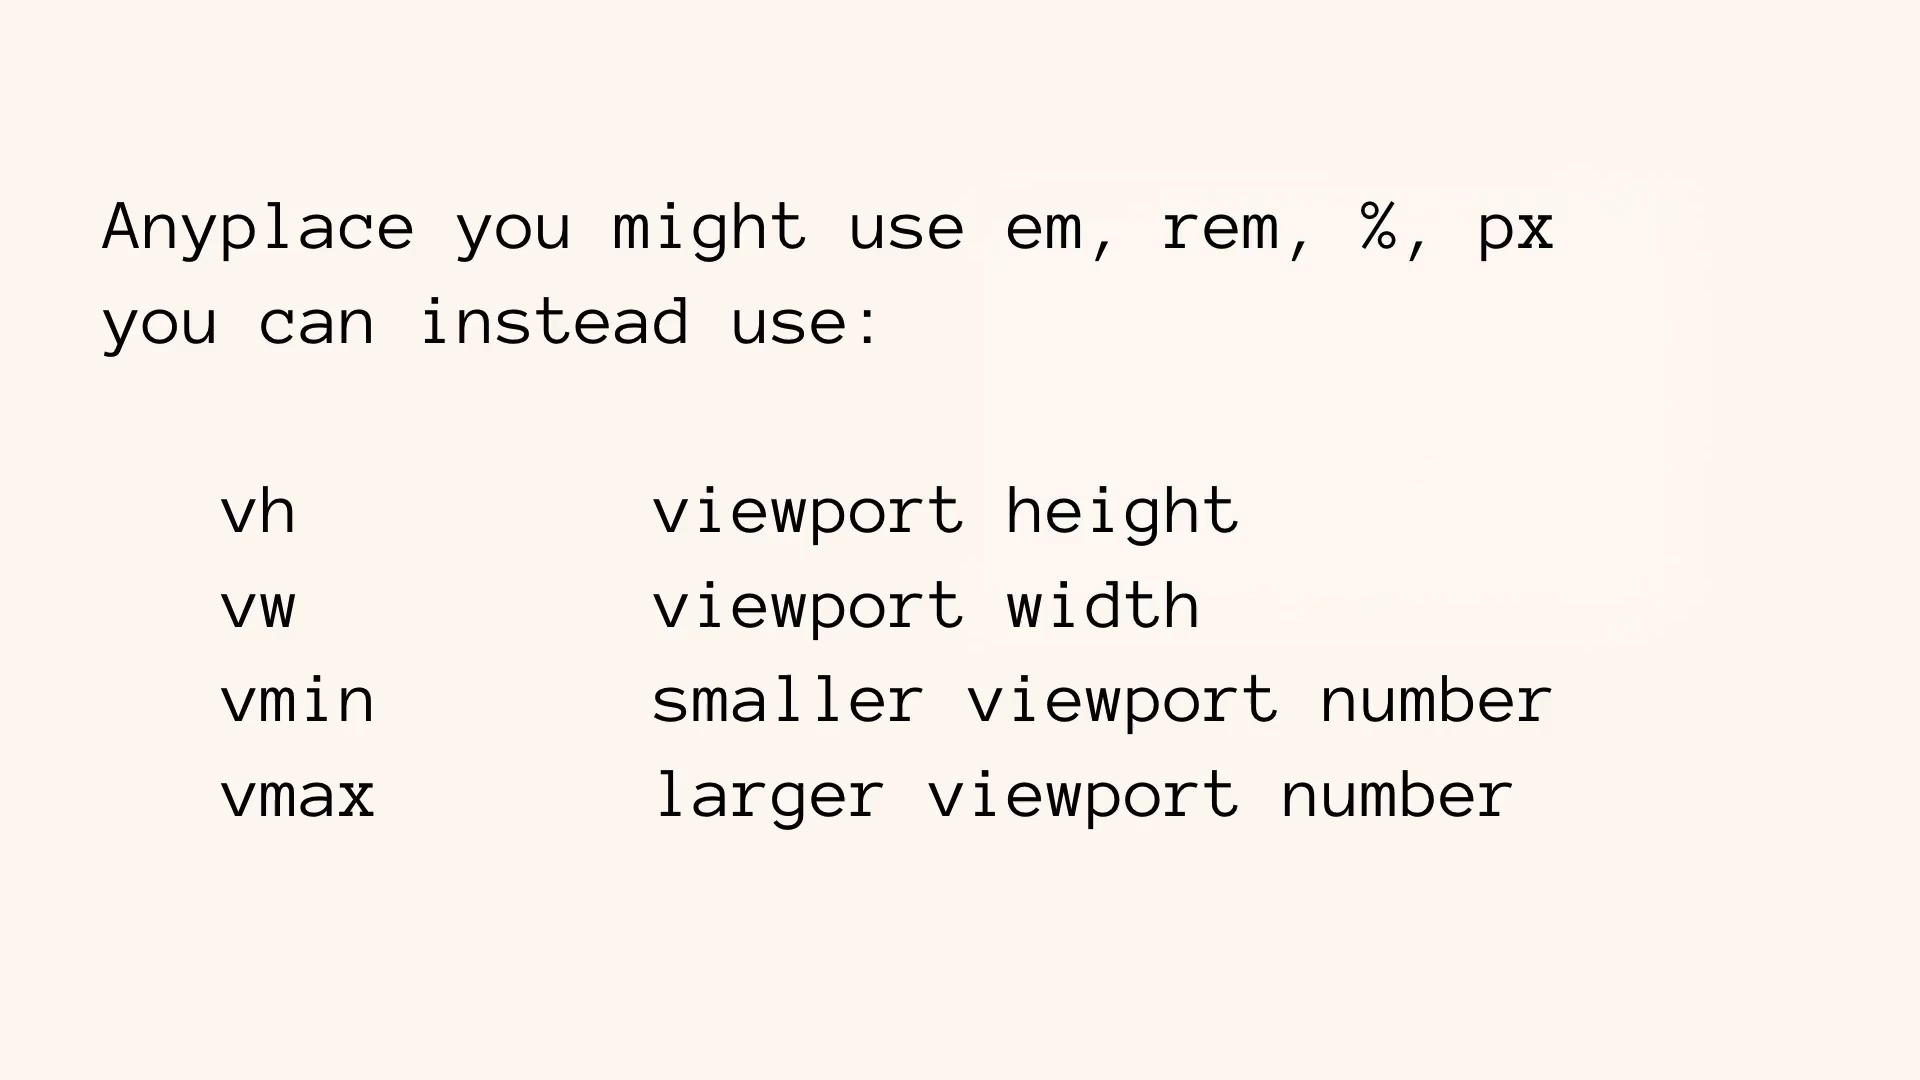 Anyplace you might use em, rem, %, px
you can instead use:
vh viewport height
vw viewport width
vmin smaller viewport number
vmax larger viewport number